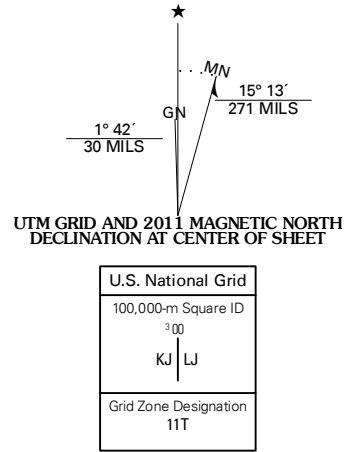 ★
MN
GN
1° 42´
30 MILS
15° 13´
271 MILS
UTM GRID AND 2011 MAGNETIC NORTH
DECLINATION AT CENTER OF SHEET
U.S. National Grid
100,000-m Square ID
³00
KJ LJ
Grid Zone Designation
11T